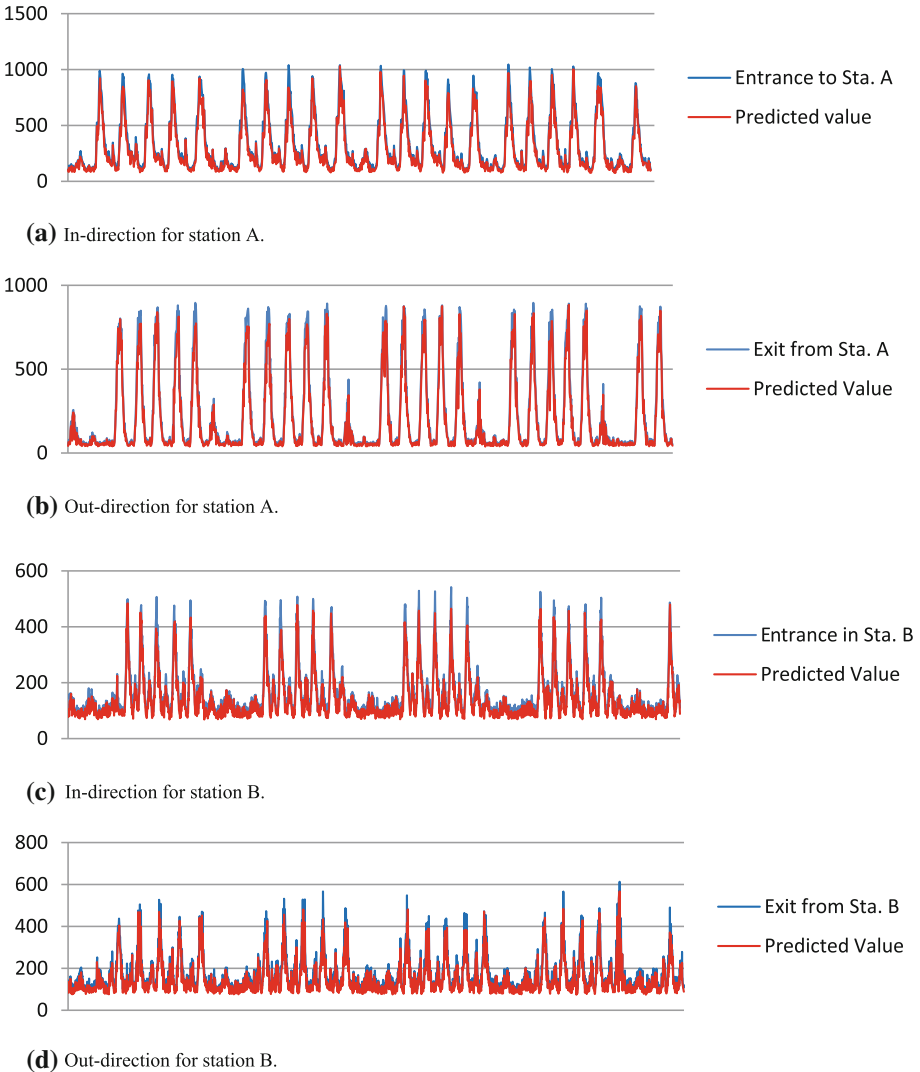 1500
1000
500
0
Entrance to Sta. A
Predicted value
(a) In-direction for station A.
1000
500
0
Exit from Sta. A
Predicted Value
(b) Out-direction for station A.
600
400
200
0
Entrance in Sta. B
Predicted Value
(c) In-direction for station B.
800
600
400
200
0
Exit from Sta. B
Predicted Value
(d) Out-direction for station B.